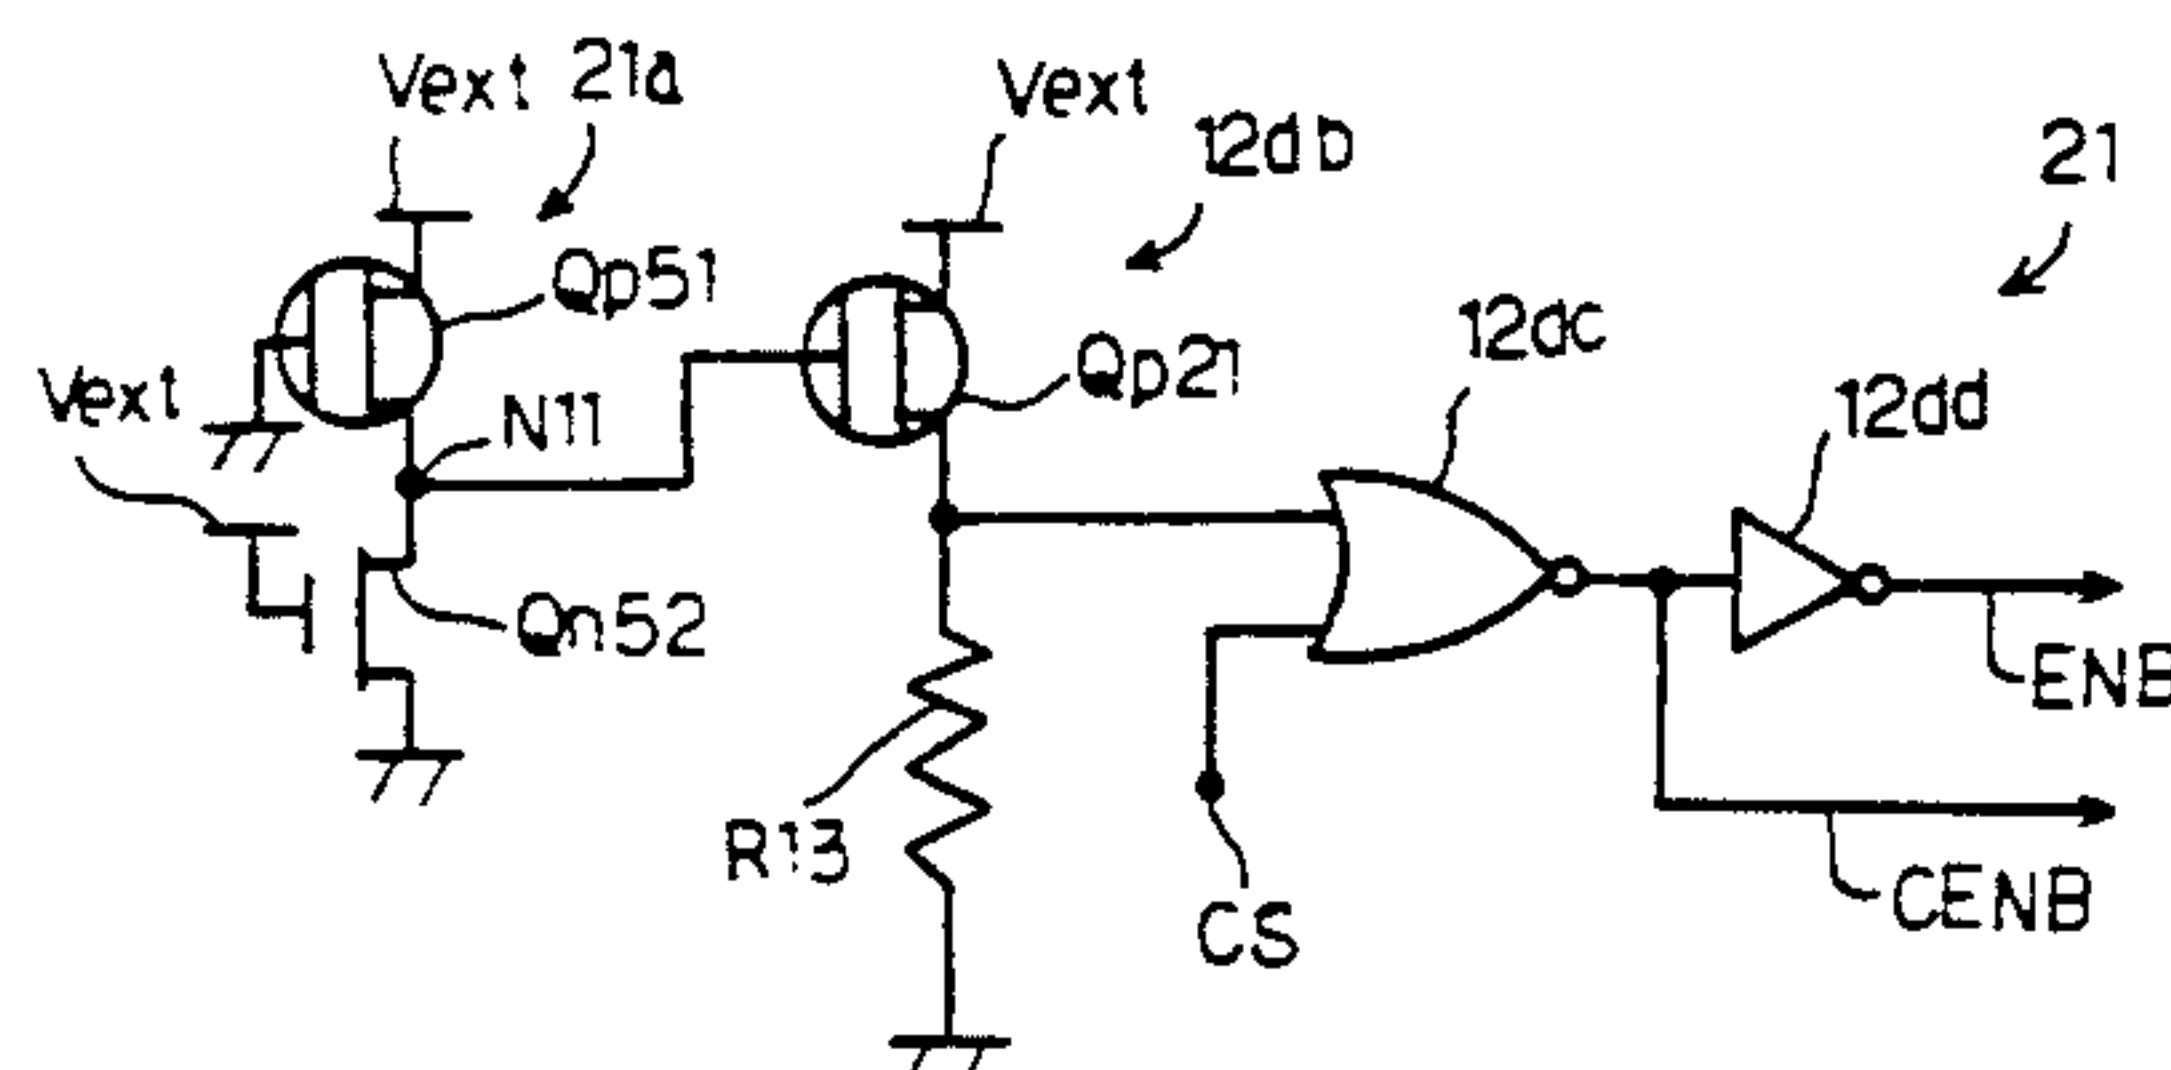 Vext 21a
Vext
12db
21
Qp51
12dc
Qp21
Vext
12dd
N11
Qn52
ENB
R13
CENB
CS